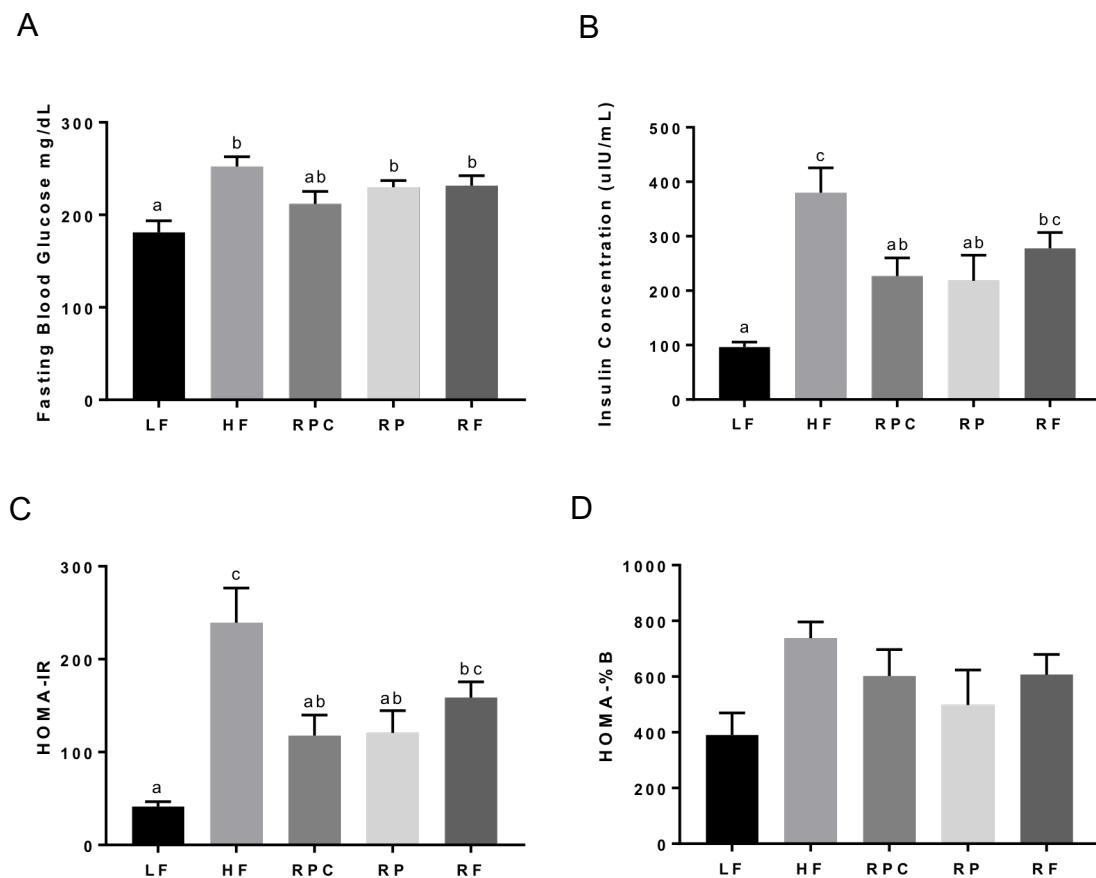 A
Fasting Blood Glucose mg/dL
300
200
100
0
a
b
ab
b
b
LF HF RPC RP RF
B
Insulin Concentration (uIU/mL)
500
400
300
200
100
0
a
c
ab
ab
bc
LF HF RPC RP RF
C
HOMA-IR
300
200
100
0
a
c
ab
ab
bc
LF HF RPC RP RF
D
HOMA-%B
1000
800
600
400
200
0
LF HF RPC RP RF